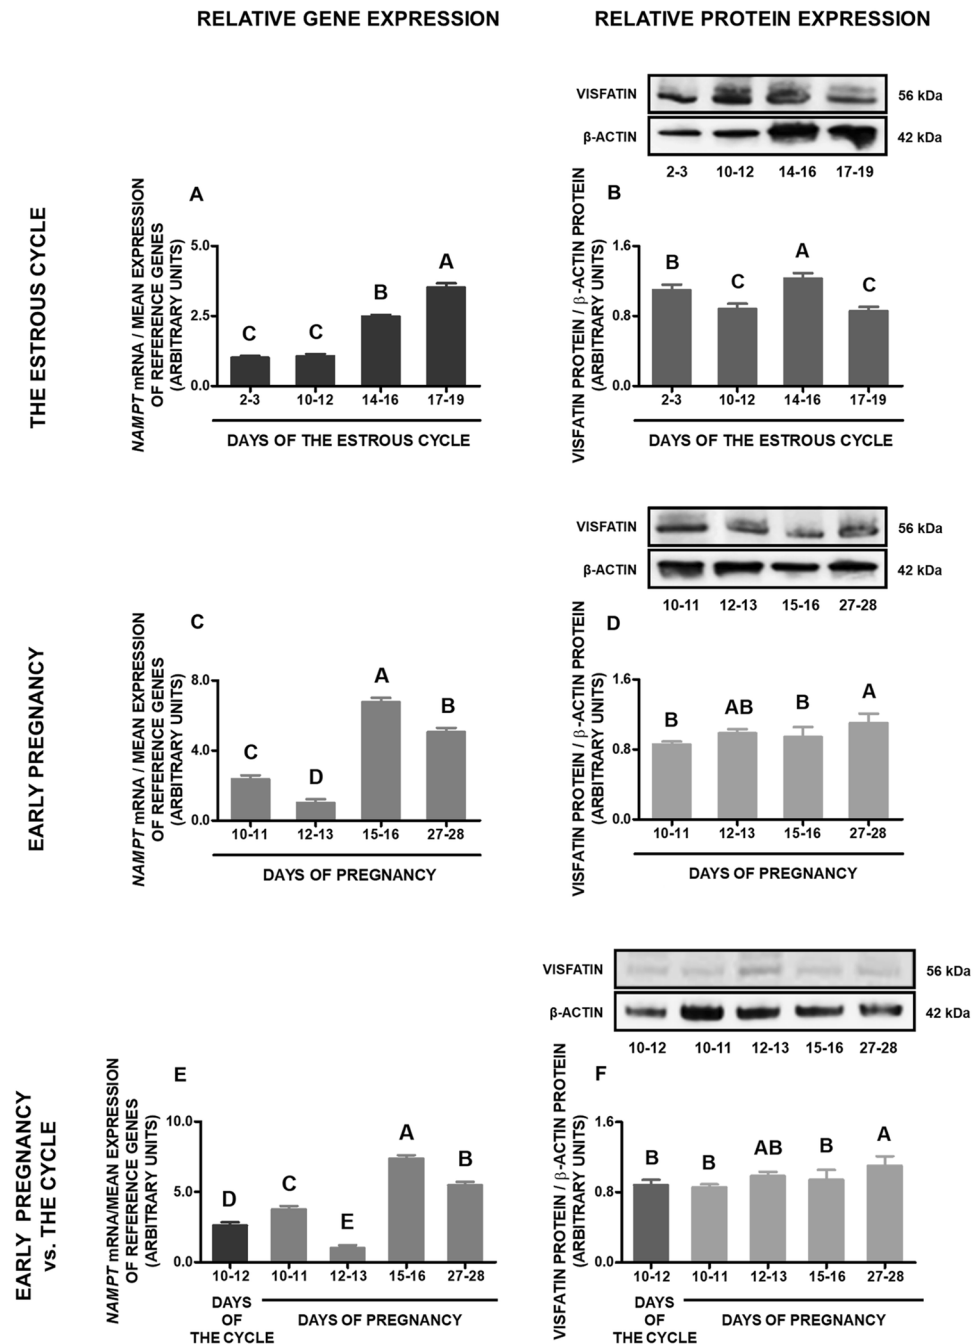 RELATIVE GENE EXPRESSION
RELATIVE PROTEIN EXPRESSION
THE ESTROUS CYCLE
A
NAMPT mRNA / MEAN EXPRESSION
OF REFERENCE GENES
(ARBITRARY UNITS)
5.0
2.5
0.0
C
C
B
A
2-3
10-12
14-16
17-19
DAYS OF THE ESTROUS CYCLE
VISFATIN
56 kDa
β-ACTIN
42 kDa
2-3
10-12
14-16
17-19
B
VISFATIN PROTEIN / β-ACTIN PROTEIN
(ARBITRARY UNITS)
1.6
0.8
0.0
B
C
A
C
2-3
10-12
14-16
17-19
DAYS OF THE ESTROUS CYCLE
EARLY PREGNANCY
C
NAMPT mRNA / MEAN EXPRESSION
OF REFERENCE GENES
(ARBITRARY UNITS)
8.0
4.0
0.0
C
D
A
B
10-11
12-13
15-16
27-28
DAYS OF PREGNANCY
VISFATIN
56 kDa
β-ACTIN
42 kDa
10-11
12-13
15-16
27-28
D
VISFATIN PROTEIN / β-ACTIN PROTEIN
(ARBITRARY UNITS)
1.6
0.8
0.0
B
AB
B
A
10-11
12-13
15-16
27-28
DAYS OF PREGNANCY
EARLY PREGNANCY
vs. THE CYCLE
E
NAMPT mRNA/MEAN EXPRESSION
OF REFERENCE GENES
(ARBITRARY UNITS)
10.0
5.0
0.0
D
C
E
A
B
10-12
10-11
12-13
15-16
27-28
DAYS
OF
THE CYCLE
DAYS OF PREGNANCY
VISFATIN
56 kDa
β-ACTIN
42 kDa
10-12
10-11
12-13
15-16
27-28
F
VISFATIN PROTEIN / β-ACTIN PROTEIN
(ARBITRARY UNITS)
1.6
0.8
0.0
B
B
AB
B
A
10-12
10-11
12-13
15-16
27-28
DAYS
OF
THE CYCLE
DAYS OF PREGNANCY